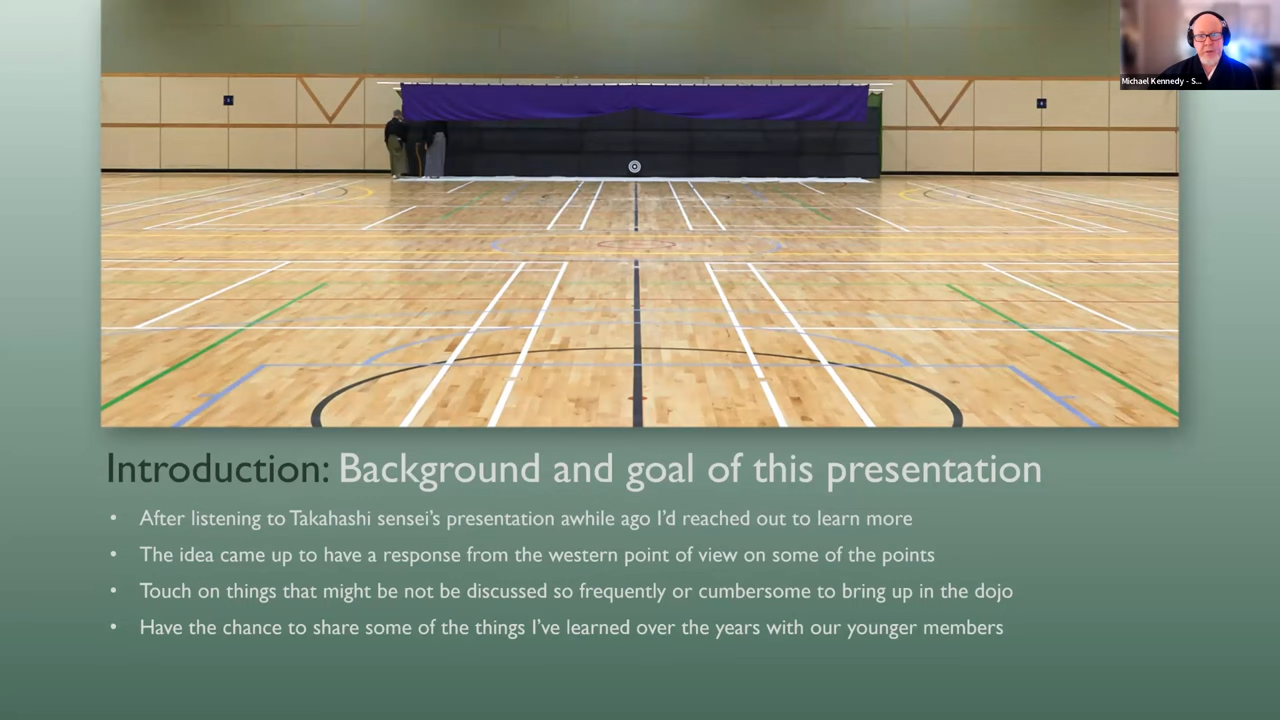 Michael Kennedy - S...
Introduction: Background and goal of this presentation
• After listening to Takahashi sensei's presentation awhile ago I'd reached out to learn more
• The idea came up to have a response from the western point of view on some of the points
• Touch on things that might be not be discussed so frequently or cumbersome to bring up in the dojo
• Have the chance to share some of the things I've learned over the years with our younger members